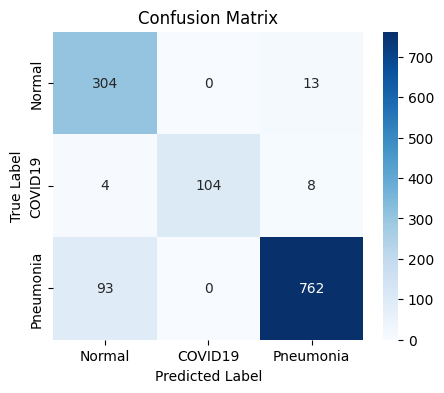 Confusion Matrix
True Label
Normal
COVID19
Pneumonia
304 0 13
4 104 8
93 0 762
Normal COVID19 Pneumonia
Predicted Label
700
600
500
400
300
200
100
0